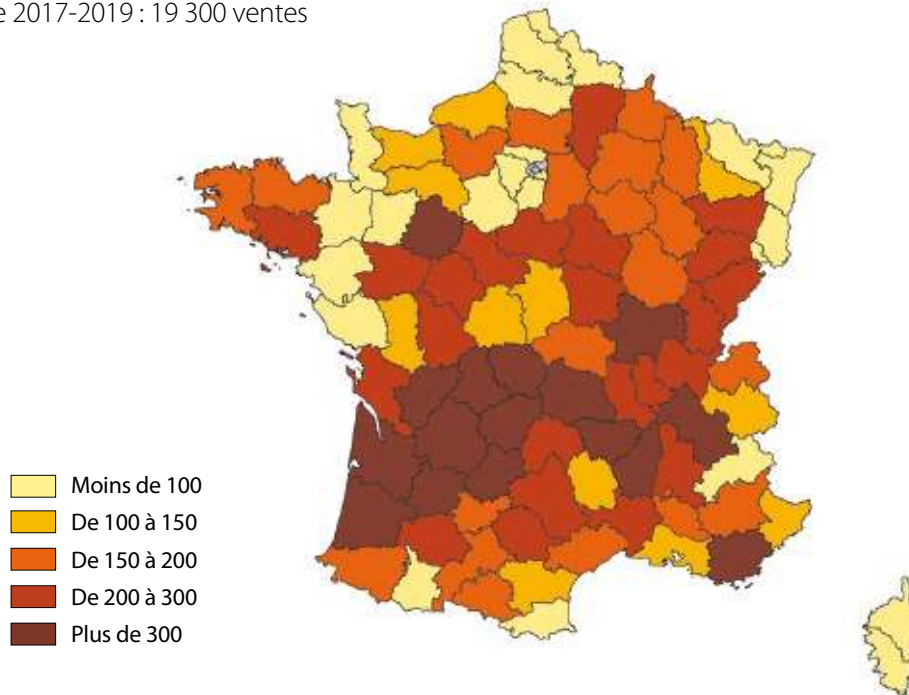 e 2017-2019 : 19 300 ventes
Moins de 100
De 100 à 150
De 150 à 200
De 200 à 300
Plus de 300